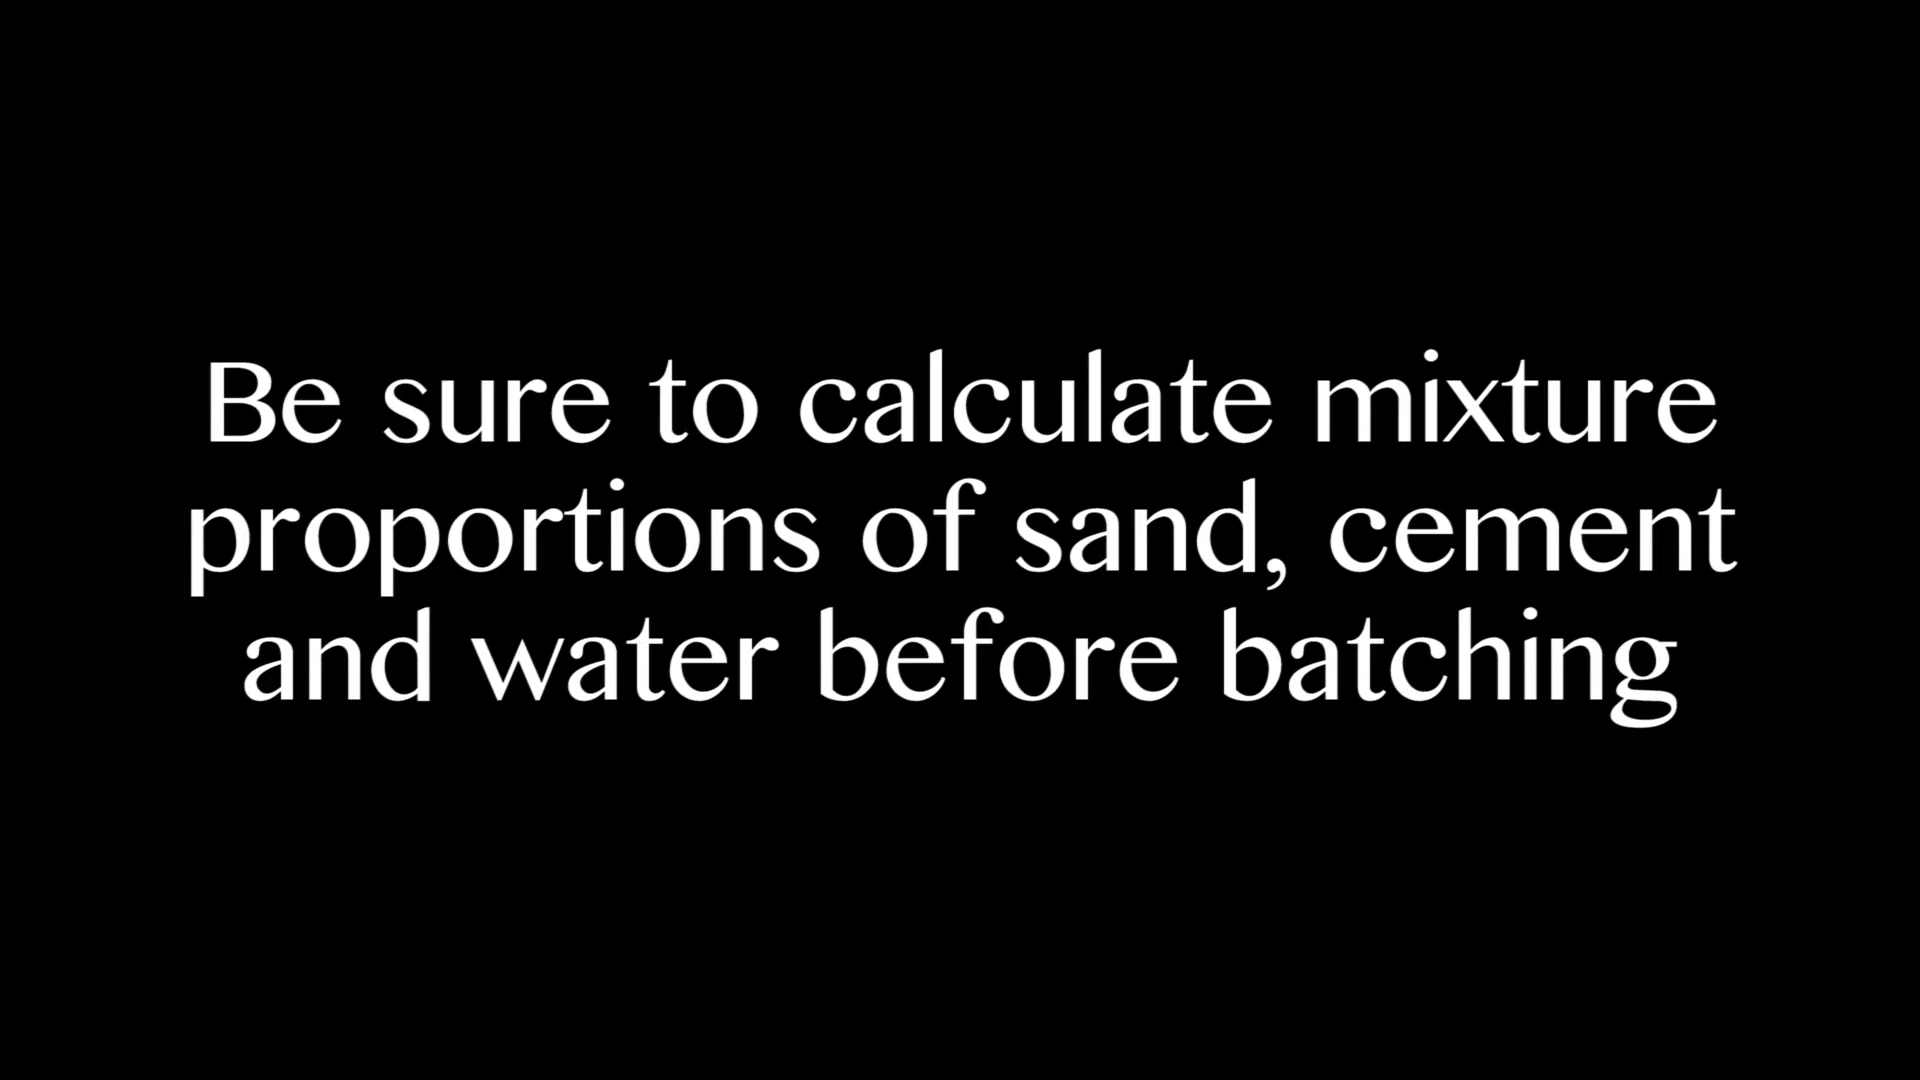 Be sure to calculate mixture
proportions of sand, cement
and water before batching